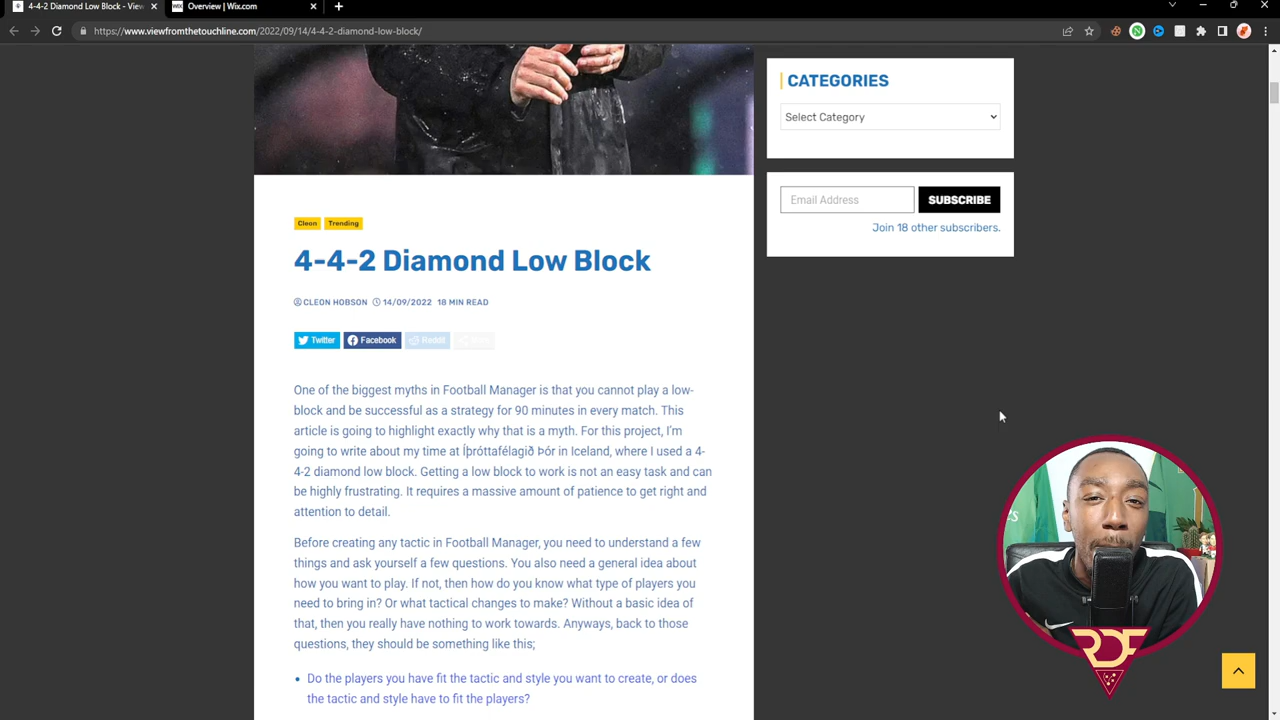 4-4-2 Diamond Low Block - View
Overview | Wix.com
https://www.viewfromthetouchline.com/2022/09/14/4-4-2-diamond-low-block/
CATEGORIES
Select Category
Email Address
SUBSCRIBE
Join 18 other subscribers.
Cleon
Trending
4-4-2 Diamond Low Block
CLEON HOBSON 14/09/2022 18 MIN READ
Twitter
Facebook
Reddit
One of the biggest myths in Football Manager is that you cannot play a low-
block and be successful as a strategy for 90 minutes in every match. This
article is going to highlight exactly why that is a myth. For this project, I'm
going to write about my time at Íþróttafélagið Þór in Iceland, where I used a 4-
4-2 diamond low block. Getting a low block to work is not an easy task and can
be highly frustrating. It requires a massive amount of patience to get right and
attention to detail.
Before creating any tactic in Football Manager, you need to understand a few
things and ask yourself a few questions. You also need a general idea about
how you want to play. If not, then how do you know what type of players you
need to bring in? Or what tactical changes to make? Without a basic idea of
that, then you really have nothing to work towards. Anyways, back to those
questions, they should be something like this;
• Do the players you have fit the tactic and style you want to create, or does
the tactic and style have to fit the players?
RDF